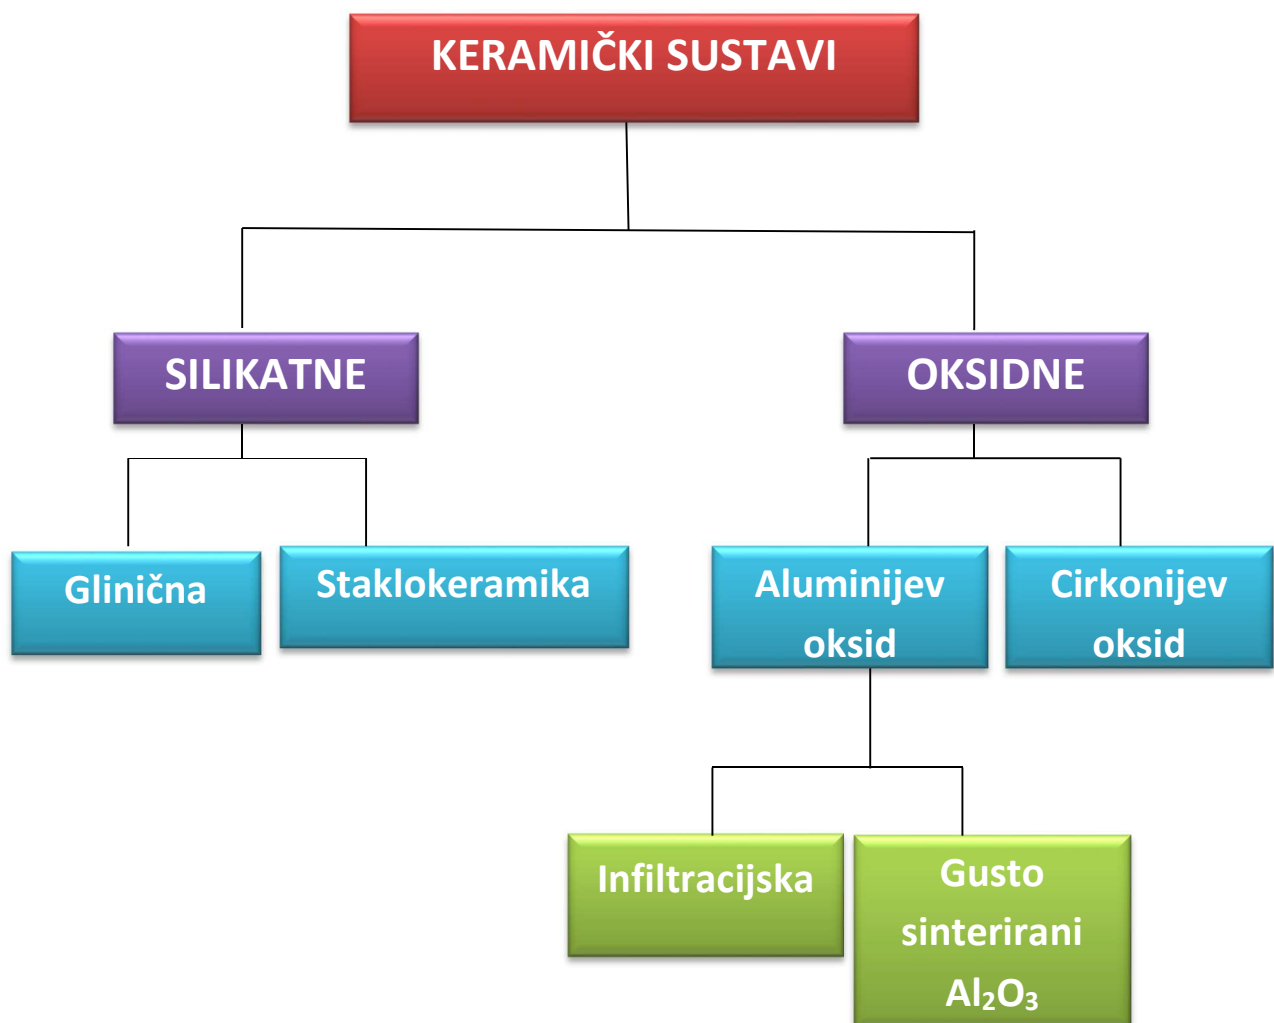 KERAMIČKI SUSTAVI
SILIKATNE
OKSIDNE
Glinična
Staklokeramika
Aluminijev
oksid
Cirkonijev
oksid
Infiltracijska
Gusto
sinterirani
Al₂O₃